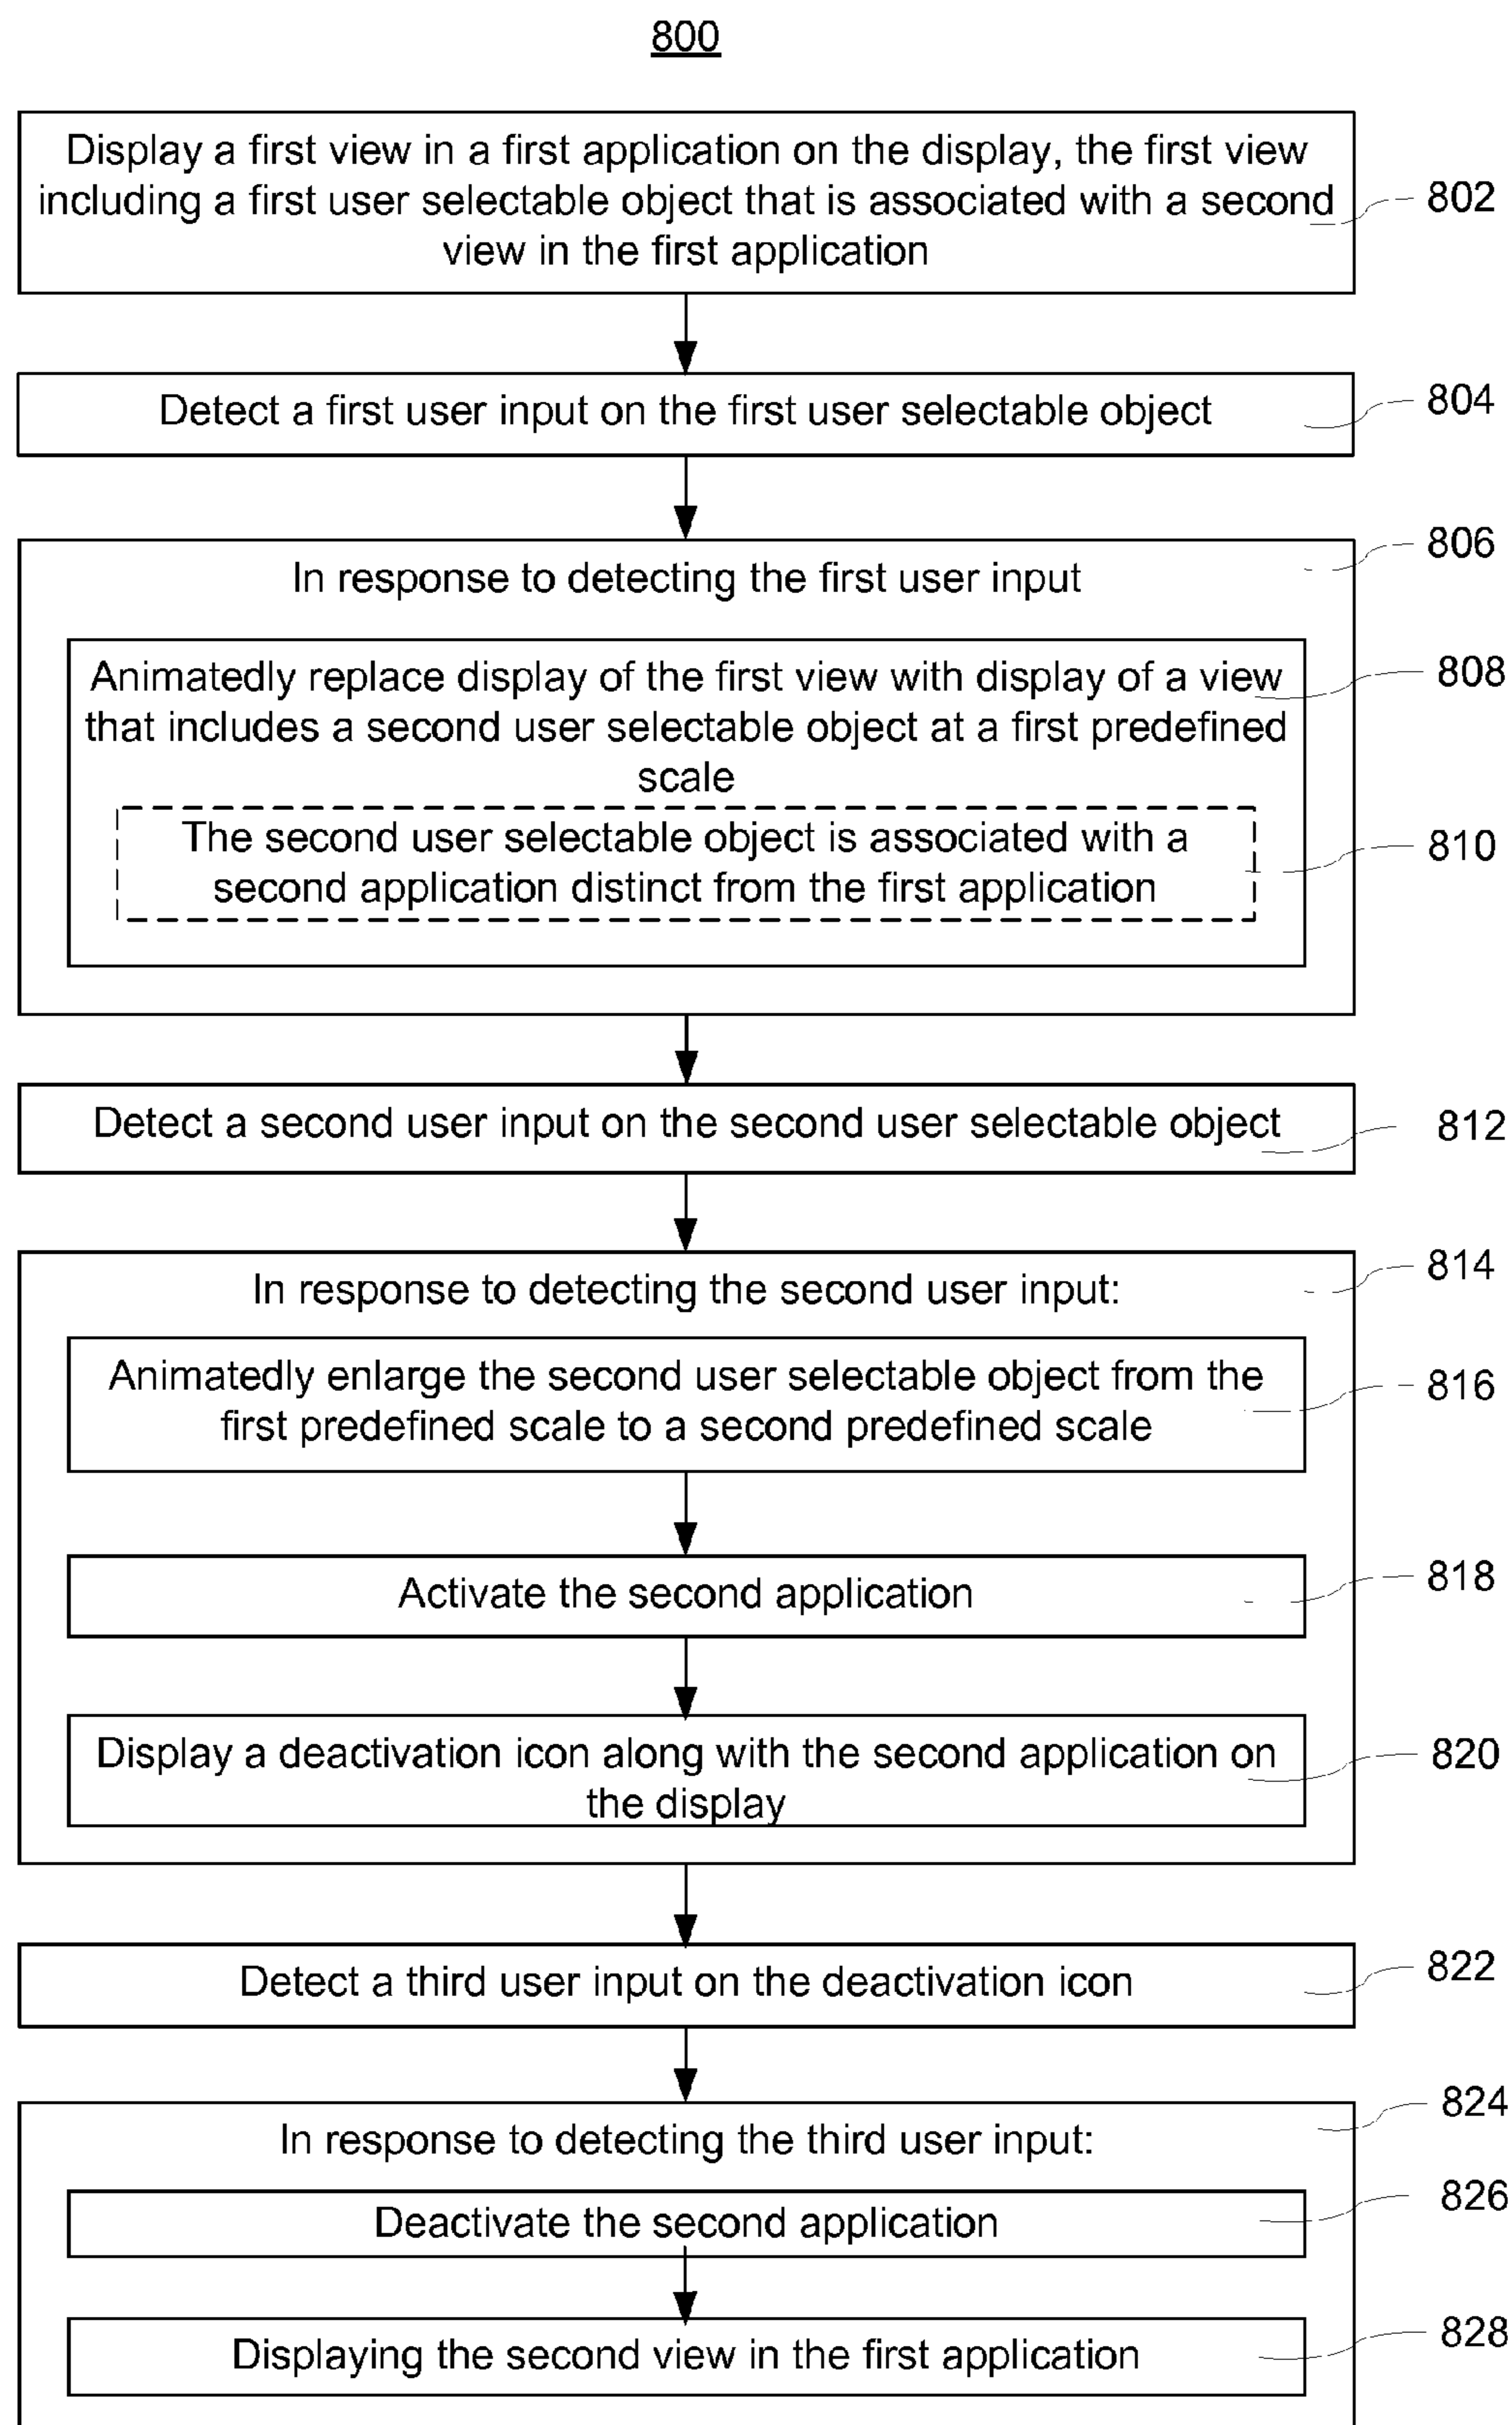 800
Display a first view in a first application on the display, the first view
including a first user selectable object that is associated with a second
view in the first application
802
Detect a first user input on the first user selectable object
804
In response to detecting the first user input
806
Animatedly replace display of the first view with display of a view
that includes a second user selectable object at a first predefined
scale
808
The second user selectable object is associated with a
second application distinct from the first application
810
Detect a second user input on the second user selectable object
812
In response to detecting the second user input:
814
Animatedly enlarge the second user selectable object from the
first predefined scale to a second predefined scale
816
Activate the second application
818
Display a deactivation icon along with the second application on
the display
820
Detect a third user input on the deactivation icon
822
In response to detecting the third user input:
824
Deactivate the second application
826
Displaying the second view in the first application
828